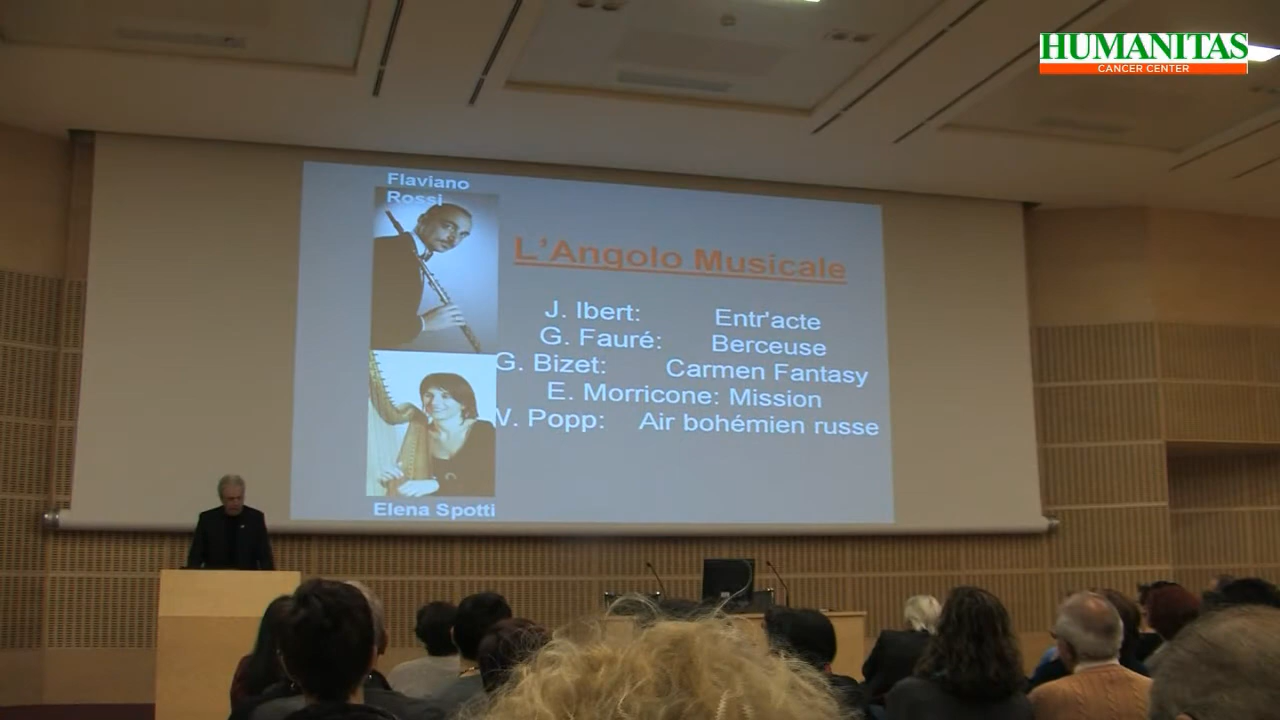 HUMANITAS
CANCER CENTER
Flaviano
Rossi
L'Angolo Musicale
J. Ibert: Entr'acte
G. Fauré: Berceuse
G. Bizet: Carmen Fantasy
E. Morricone: Mission
W. Popp: Air bohémien russe
Elena Spotti